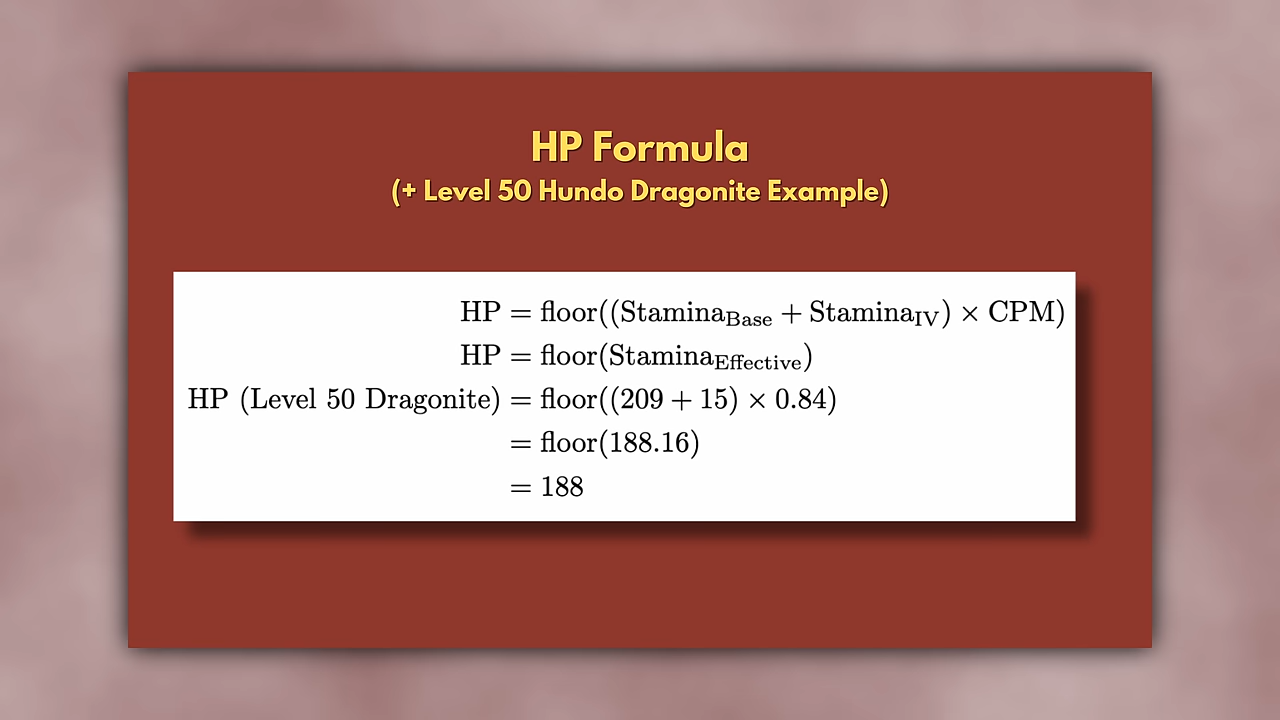 HP Formula
(+ Level 50 Hundo Dragonite Example)
HP = floor((Stamina_Base + Stamina_IV) × CPM)
HP = floor(Stamina_Effective)
HP (Level 50 Dragonite) = floor((209 + 15) × 0.84)
= floor(188.16)
= 188